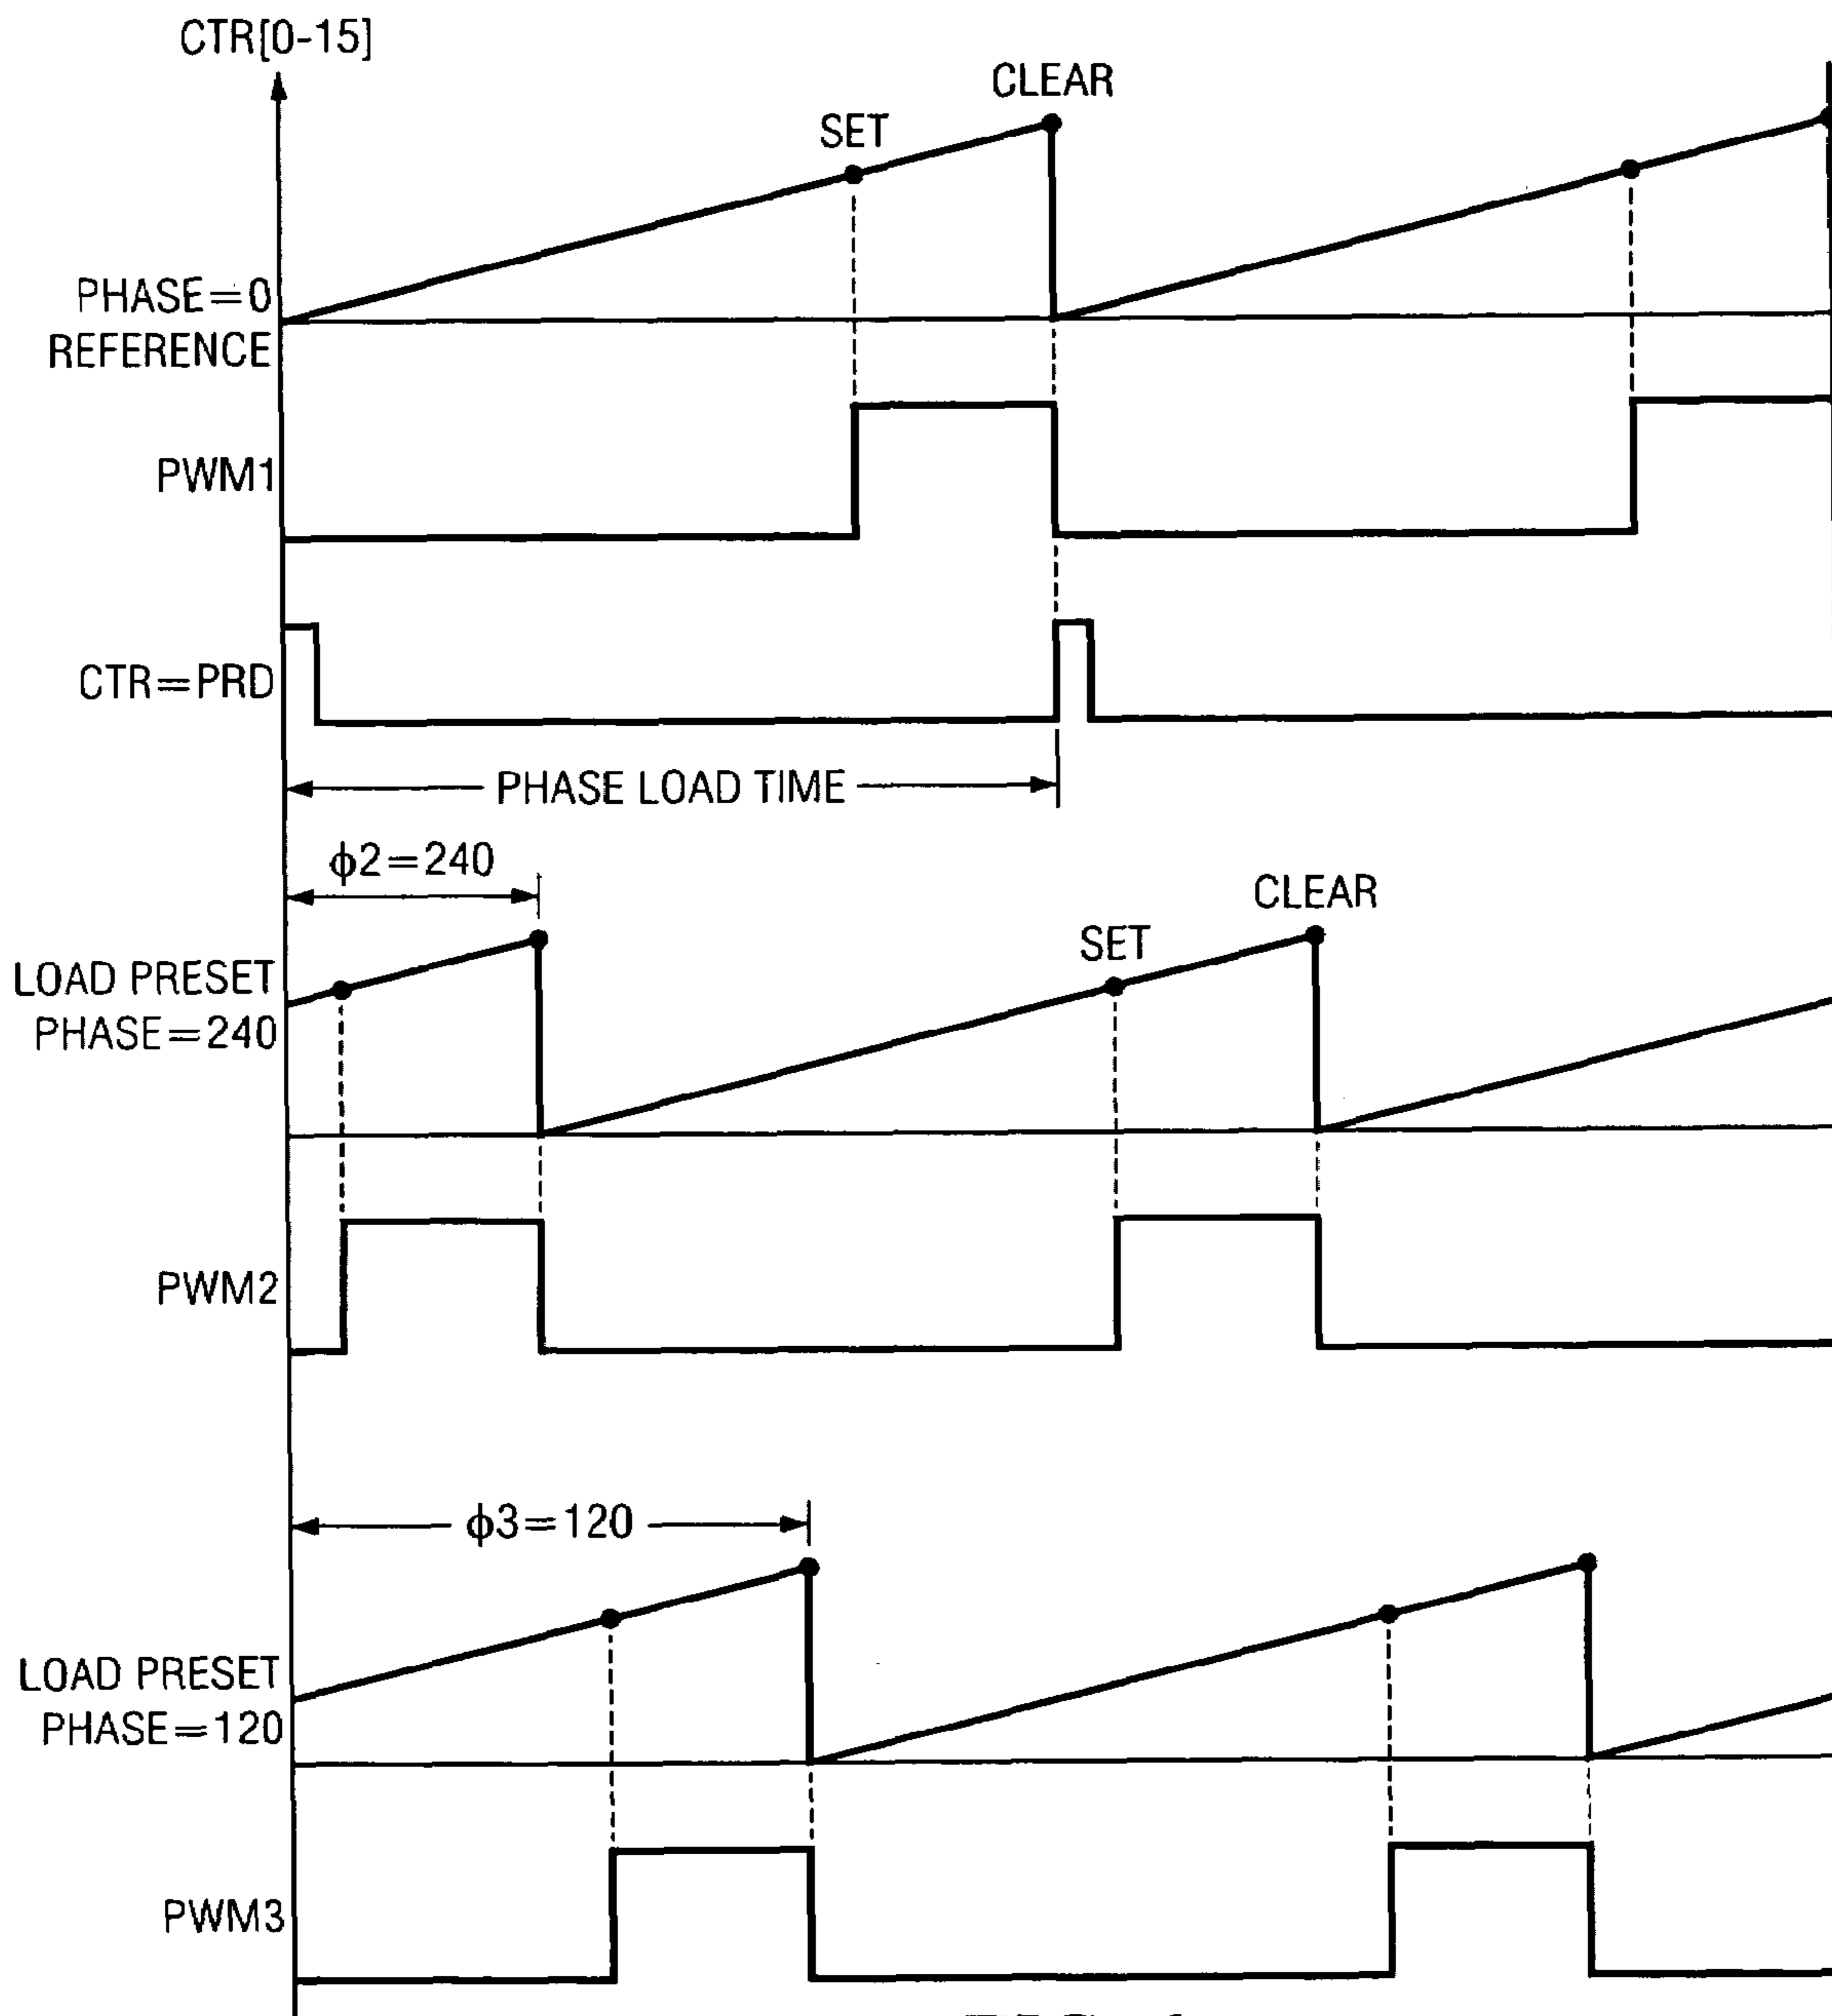 CTR[0-15]
CLEAR
SET
PHASE=0
REFERENCE
PWM1
CTR=PRD
PHASE LOAD TIME
ϕ2=240
CLEAR
SET
LOAD PRESET
PHASE=240
PWM2
ϕ3=120
LOAD PRESET
PHASE=120
PWM3